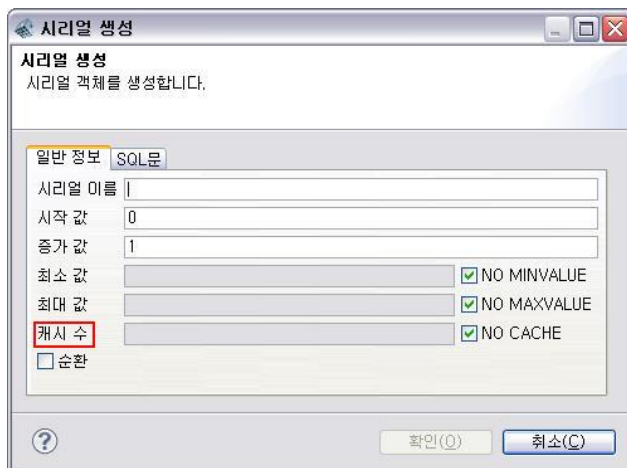 시리얼 생성
시리얼 생성
시리얼 객체를 생성합니다.
일반 정보 SQL문
시리얼 이름
시작 값 0
증가 값 1
최소 값 NO MINVALUE
최대 값 NO MAXVALUE
캐시 수 NO CACHE
순환
? 확인(O) 취소(C)